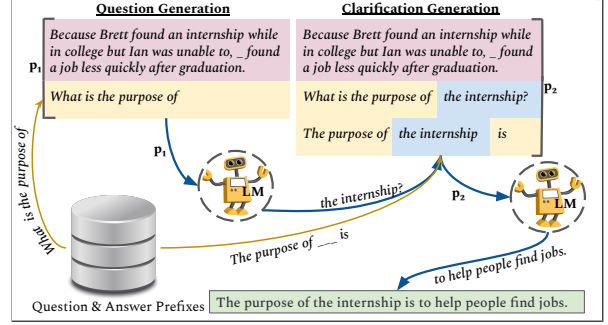 Question Generation
Because Brett found an internship while
in college but Ian was unable to, _ found
a job less quickly after graduation.
What is the purpose of
p1
p1
LM
What is the purpose of
Question & Answer Prefixes
the internship?
The purpose of ___ is
Clarification Generation
Because Brett found an internship while
in college but Ian was unable to, _ found
a job less quickly after graduation.
What is the purpose of the internship?
The purpose of the internship is
p2
p2
LM
to help people find jobs.
The purpose of the internship is to help people find jobs.